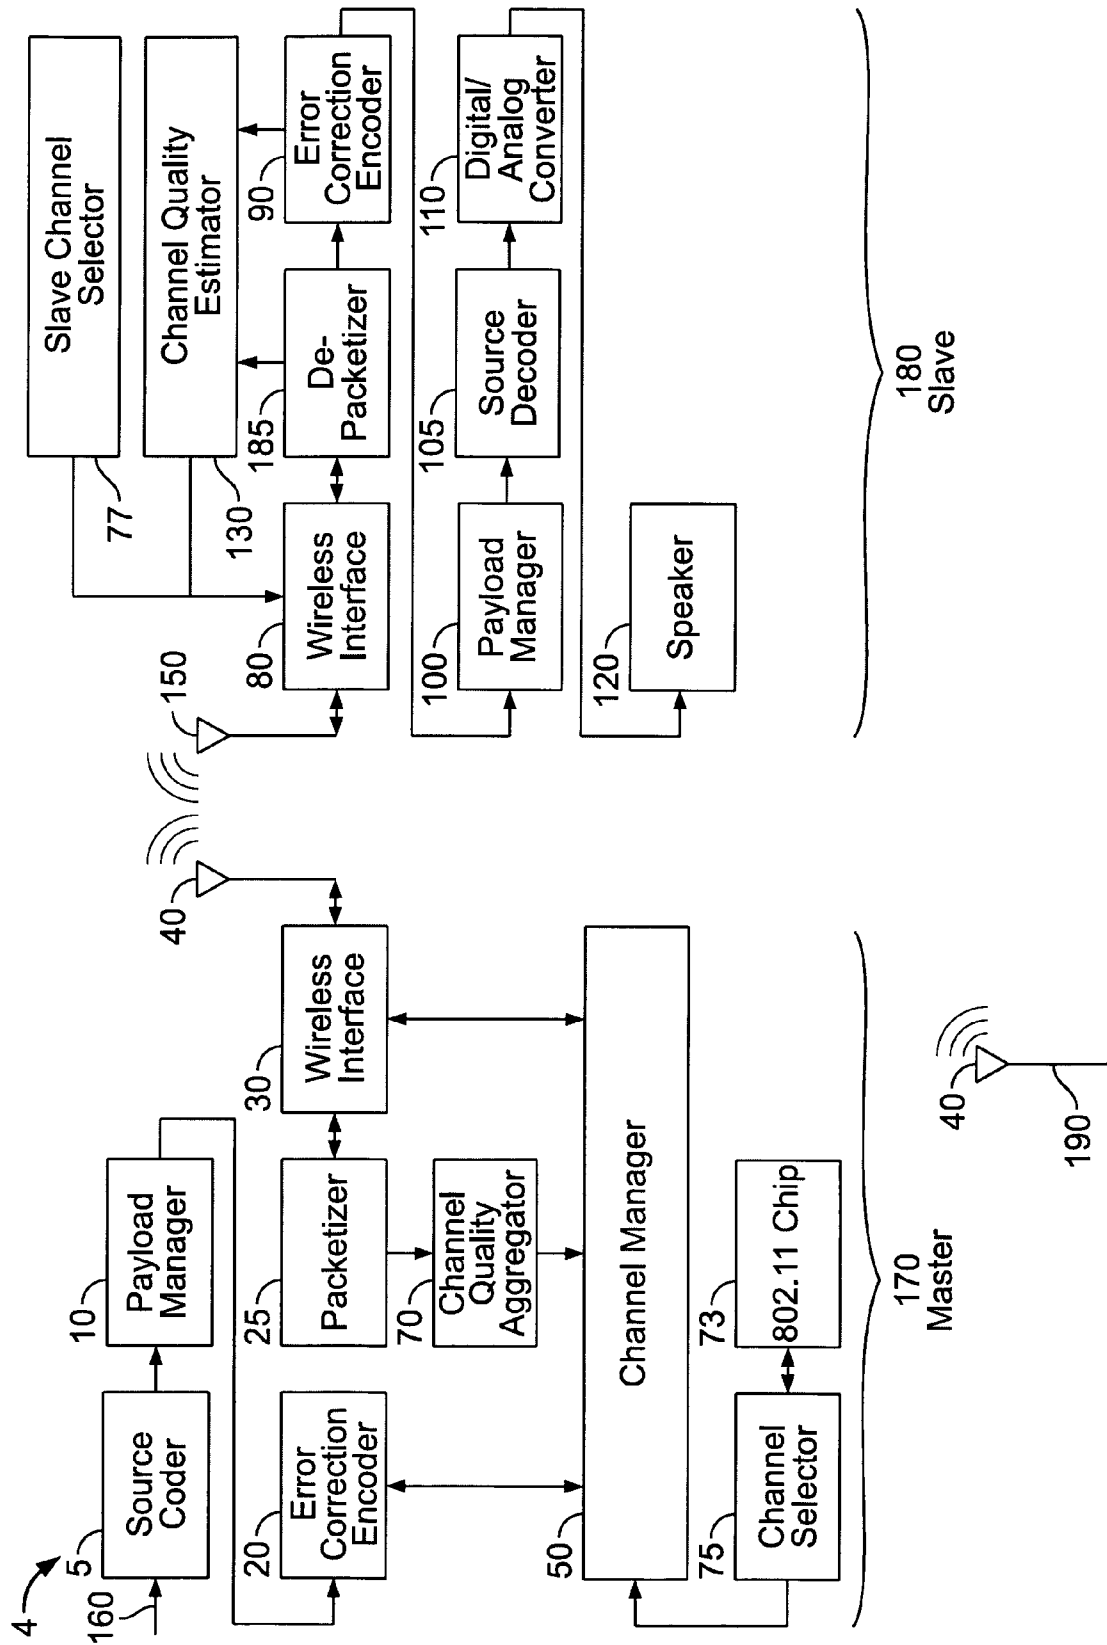 4
160
5
Source
Coder
10
Payload
Manager
20
Error
Correction
Encoder
25
Packetizer
30
Wireless
Interface
40
70
Channel
Quality
Aggregator
50
Channel Manager
75
Channel
Selector
73
802.11 Chip
170
Master
40
190
150
Slave Channel
Selector
77
Channel Quality
Estimator
130
80
Wireless
Interface
185
De-
Packetizer
90
Error
Correction
Encoder
100
Payload
Manager
105
Source
Decoder
110
Digital/
Analog
Converter
120
Speaker
180
Slave